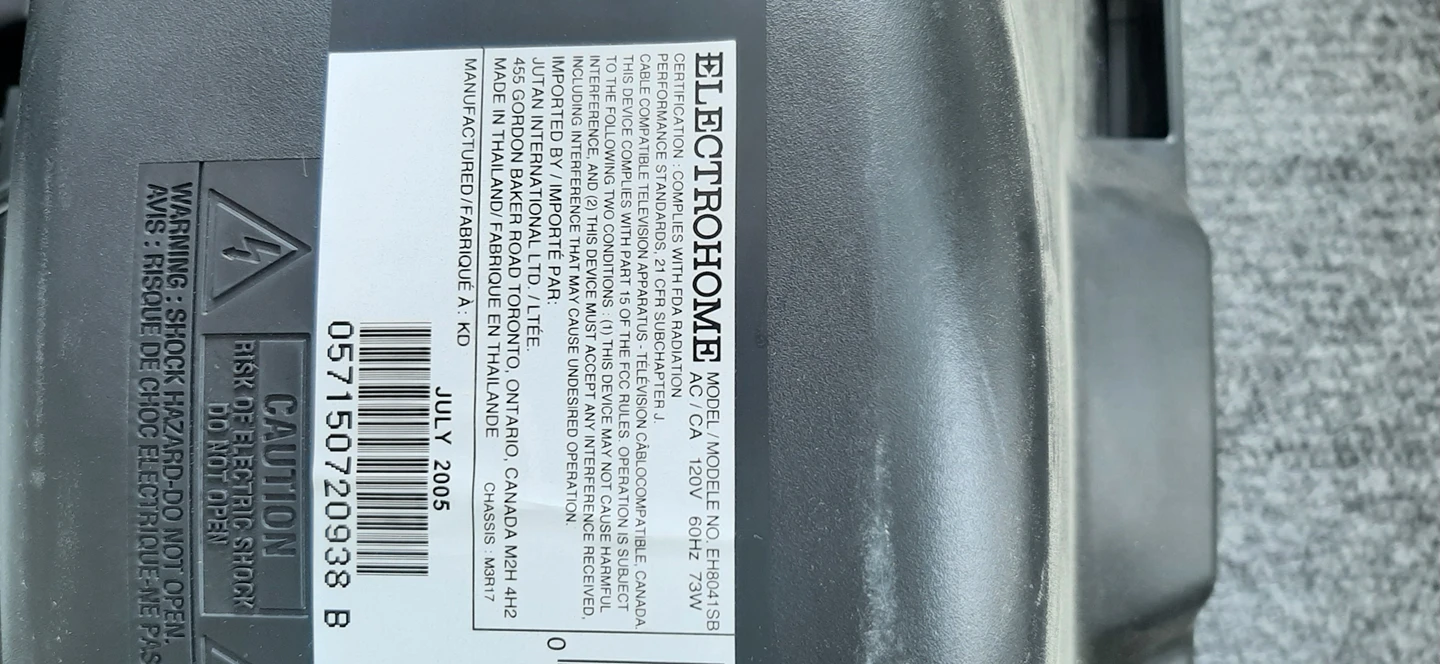 ELECTROHOME MODEL / MODELE NO. EH8041SB
AC / CA 120V 60Hz 73W
CERTIFICATION : COMPLIES WITH FDA RADIATION
PERFORMANCE STANDARDS, 21 CFR SUBCHAPTER J.
CABLE COMPATIBLE TELEVISION APPARATUS - TÉLÉVISION CÂBLOCOMPATIBLE, CANADA.
THIS DEVICE COMPLIES WITH PART 15 OF THE FCC RULES. OPERATION IS SUBJECT
TO THE FOLLOWING TWO CONDITIONS : (1) THIS DEVICE MAY NOT CAUSE HARMFUL
INTERFERENCE, AND (2) THIS DEVICE MUST ACCEPT ANY INTERFERENCE RECEIVED,
INCLUDING INTERFERENCE THAT MAY CAUSE UNDESIRED OPERATION.
IMPORTED BY / IMPORTÉ PAR:
JUTAN INTERNATIONAL LTD. / LTÉE.
455 GORDON BAKER ROAD TORONTO, ONTARIO, CANADA M2H 4H2
MADE IN THAILAND/ FABRIQUE EN THAILANDE CHASSIS : M3R17
MANUFACTURED / FABRIQUÉ À : KD
JULY 2005
05715072093B B
0
CAUTION
RISK OF ELECTRIC SHOCK
DO NOT OPEN
WARNING : SHOCK HAZARD-DO NOT OPEN.
AVIS : RISQUE DE CHOC ELECTRIQUE-NE PAS